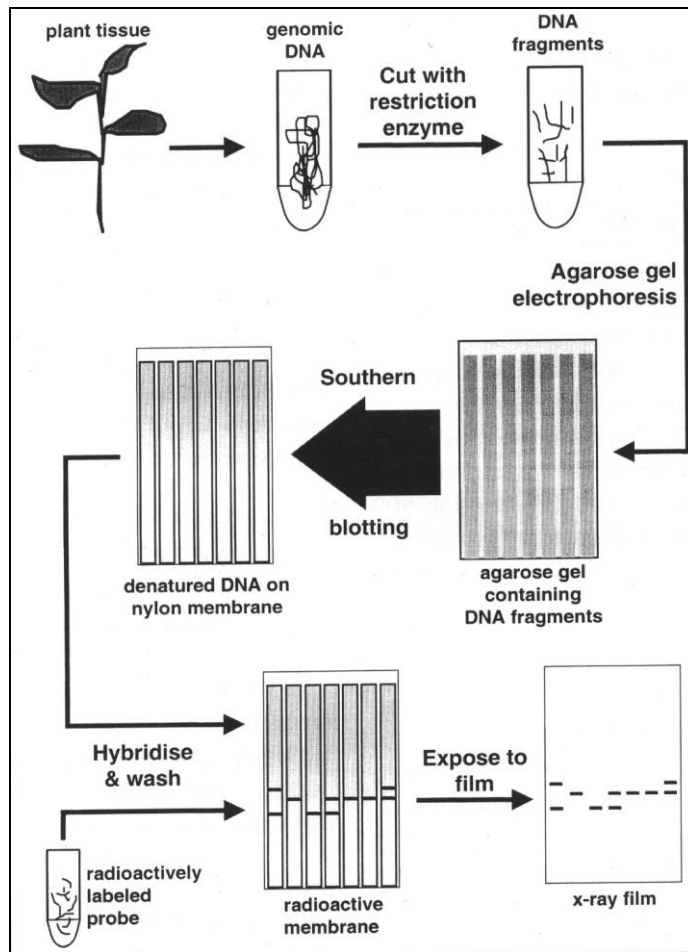 plant tissue
genomic
DNA
DNA
fragments
Cut with
restriction
enzyme
Agarose gel
electrophoresis
Southern
blotting
denatured DNA on
nylon membrane
agarose gel
containing
DNA fragments
Hybridise
& wash
Expose to
film
radioactively
labeled
probe
radioactive
membrane
x-ray film